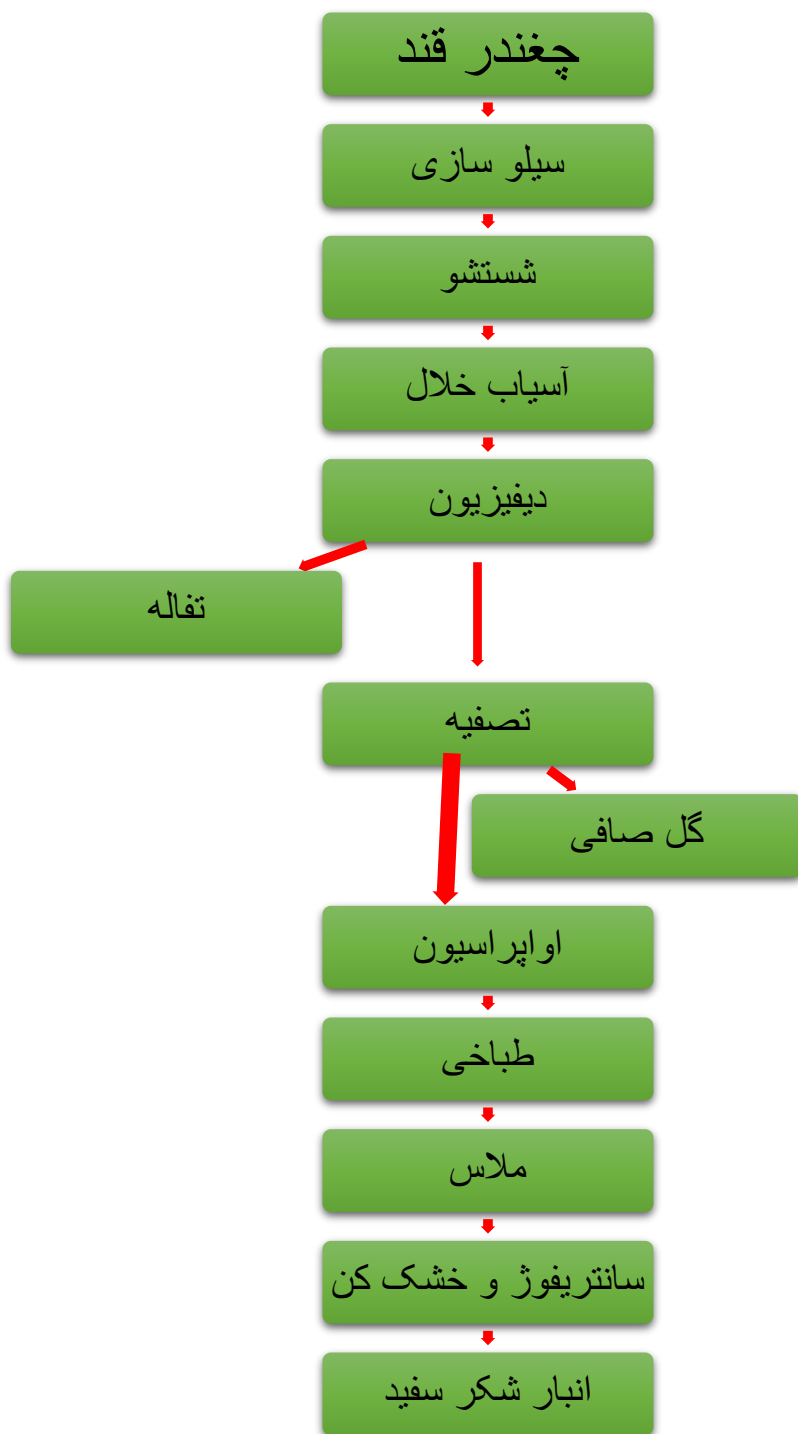 چغندر قند
سیلو سازی
شستشو
آسیاب خلال
دیفیزیون
تفاله
تصفیه
گل صافی
اواپراسیون
طباخی
ملاس
سانتریفوژ و خشک کن
انبار شکر سفید